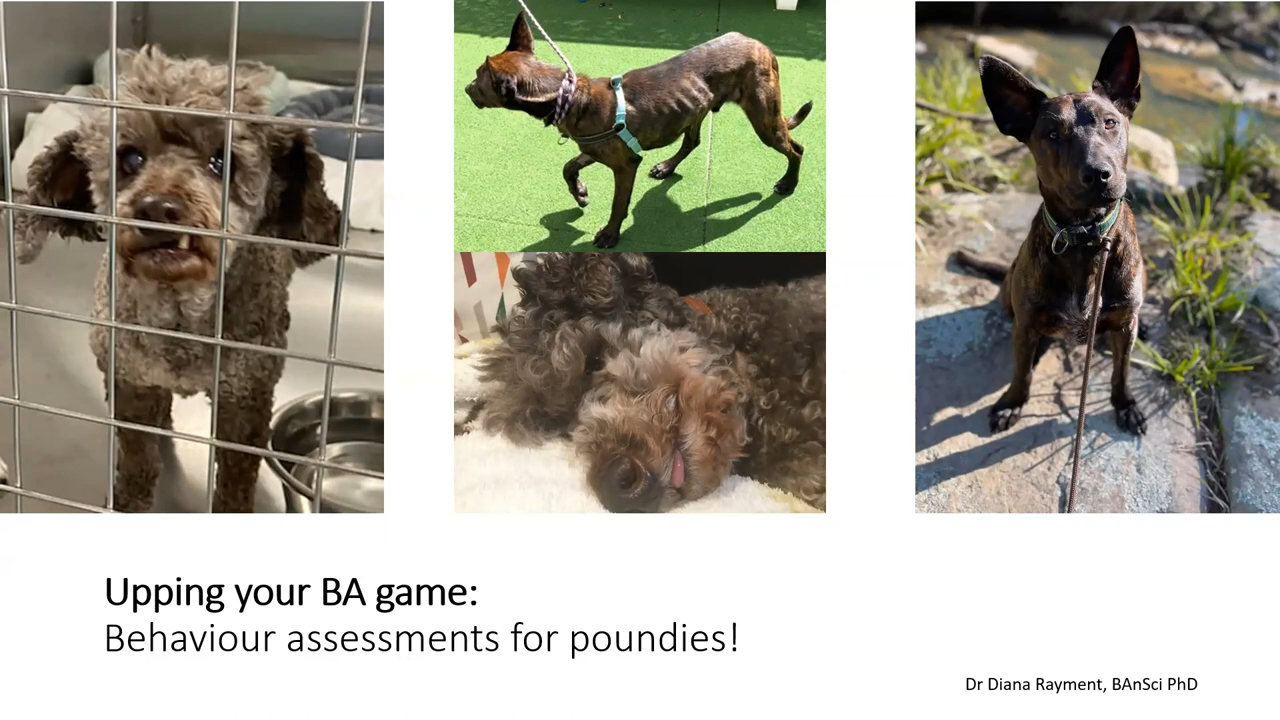 Upping your BA game:
Behaviour assessments for poundies!
Dr Diana Rayment, BAnSci PhD